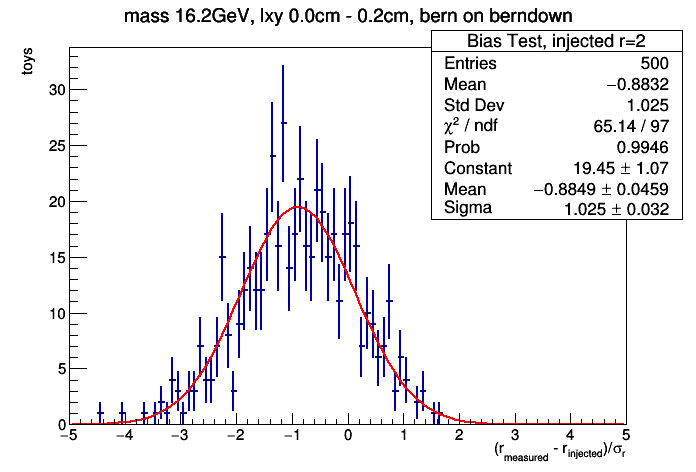 mass 16.2GeV, lxy 0.0cm - 0.2cm, bern on berndown
Bias Test, injected r=2
Entries 500
Mean −0.8832
Std Dev 1.025
χ² / ndf 65.14 / 97
Prob 0.9946
Constant 19.45 ± 1.07
Mean −0.8849 ± 0.0459
Sigma 1.025 ± 0.032
toys
30
25
20
15
10
5
0
−5 −4 −3 −2 −1 0 1 2 3 4 5
(r_measured - r_injected)/σ_r